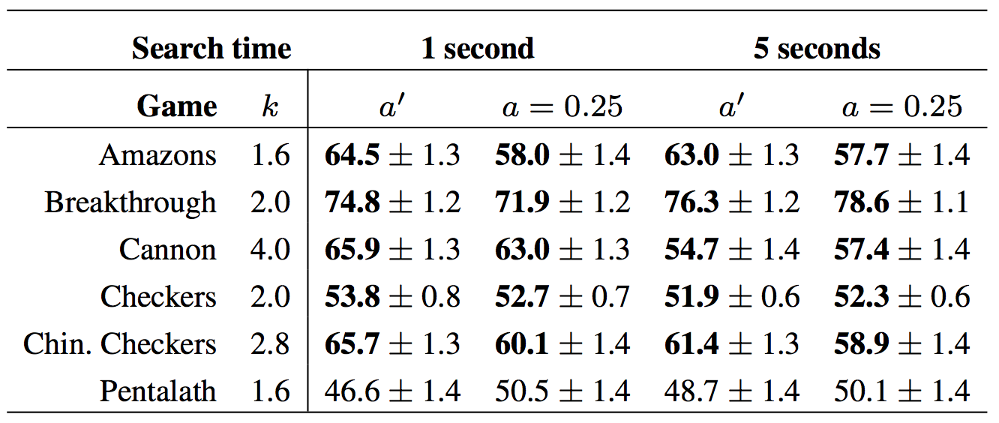 Search time 1 second 5 seconds
Game k a′ a = 0.25 a′ a = 0.25
Amazons 1.6 64.5 ± 1.3 58.0 ± 1.4 63.0 ± 1.3 57.7 ± 1.4
Breakthrough 2.0 74.8 ± 1.2 71.9 ± 1.2 76.3 ± 1.2 78.6 ± 1.1
Cannon 4.0 65.9 ± 1.3 63.0 ± 1.3 54.7 ± 1.4 57.4 ± 1.4
Checkers 2.0 53.8 ± 0.8 52.7 ± 0.7 51.9 ± 0.6 52.3 ± 0.6
Chin. Checkers 2.8 65.7 ± 1.3 60.1 ± 1.4 61.4 ± 1.3 58.9 ± 1.4
Pentalath 1.6 46.6 ± 1.4 50.5 ± 1.4 48.7 ± 1.4 50.1 ± 1.4